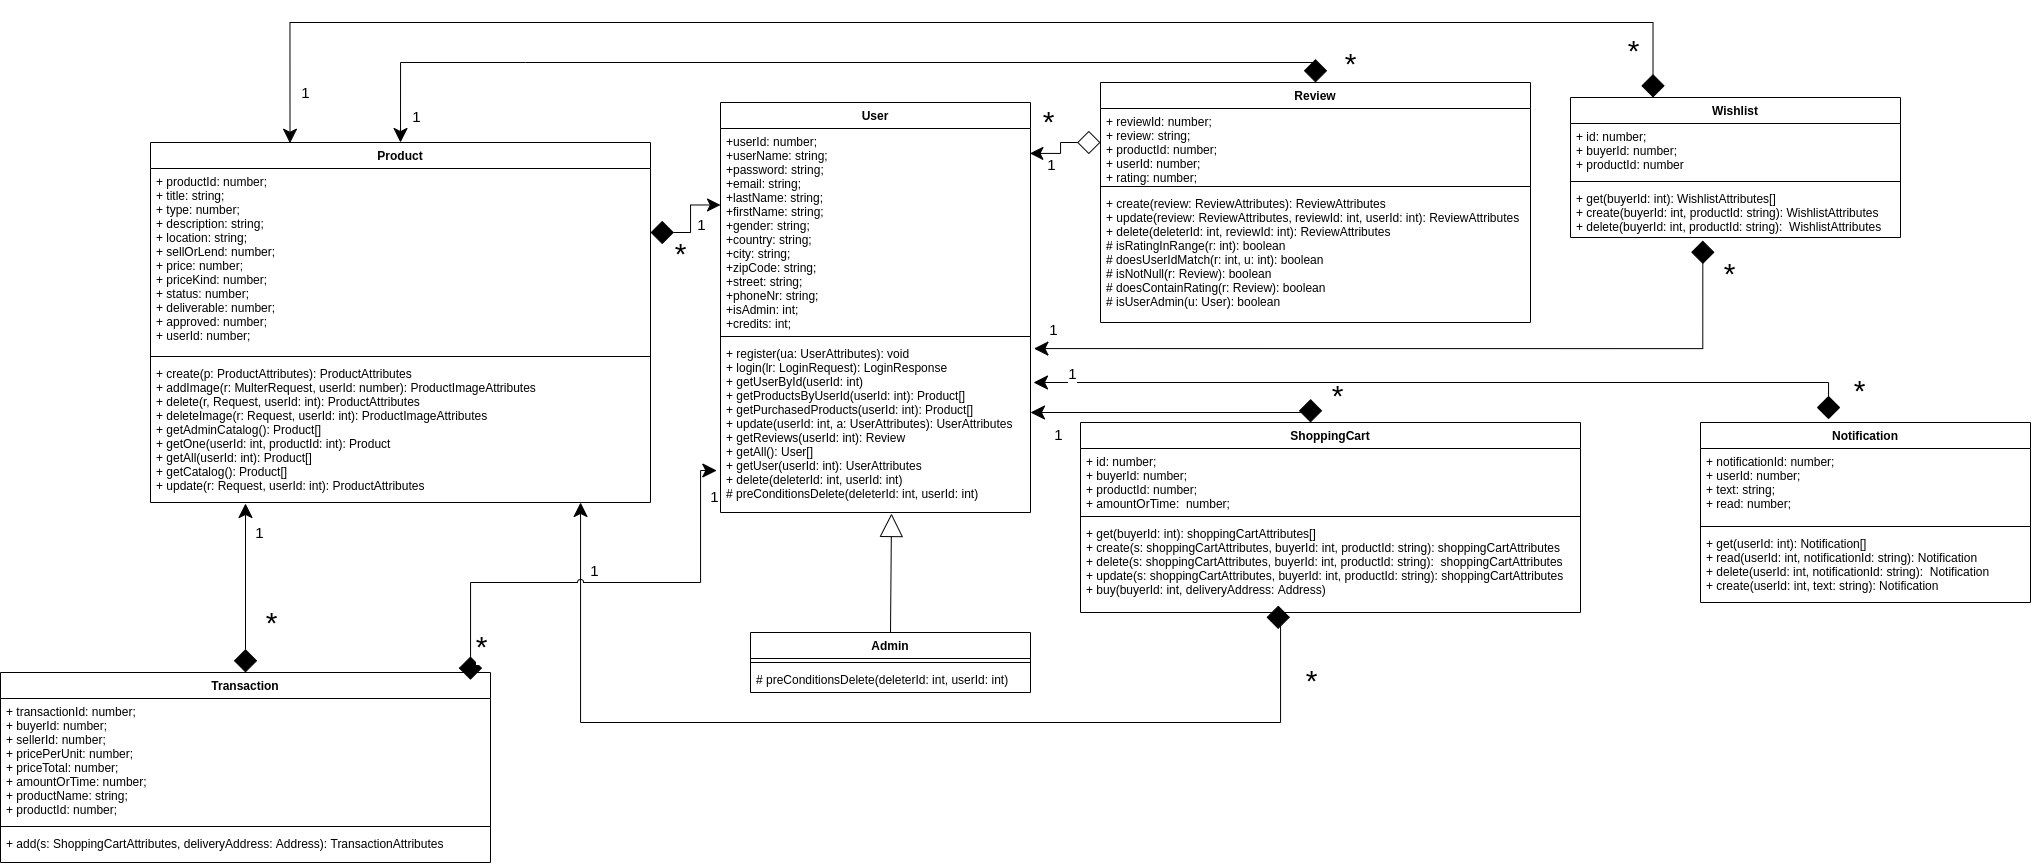 *
*
1
1
*
1
*
1
*
1
*
1
*
1
*
1
1
*
1
*
*
Product
+ productId: number;
+ title: string;
+ type: number;
+ description: string;
+ location: string;
+ sellOrLend: number;
+ price: number;
+ priceKind: number;
+ status: number;
+ deliverable: number;
+ approved: number;
+ userId: number;
+ create(p: ProductAttributes): ProductAttributes
+ addImage(r: MulterRequest, userId: number): ProductImageAttributes
+ delete(r, Request, userId: int): ProductAttributes
+ deleteImage(r: Request, userId: int): ProductImageAttributes
+ getAdminCatalog(): Product[]
+ getOne(userId: int, productId: int): Product
+ getAll(userId: int): Product[]
+ getCatalog(): Product[]
+ update(r: Request, userId: int): ProductAttributes
User
+userId: number;
+userName: string;
+password: string;
+email: string;
+lastName: string;
+firstName: string;
+gender: string;
+country: string;
+city: string;
+zipCode: string;
+street: string;
+phoneNr: string;
+isAdmin: int;
+credits: int;
+ register(ua: UserAttributes): void
+ login(lr: LoginRequest): LoginResponse
+ getUserById(userId: int)
+ getProductsByUserId(userId: int): Product[]
+ getPurchasedProducts(userId: int): Product[]
+ update(userId: int, a: UserAttributes): UserAttributes
+ getReviews(userId: int): Review
+ getAll(): User[]
+ getUser(userId: int): UserAttributes
+ delete(deleterId: int, userId: int)
# preConditionsDelete(deleterId: int, userId: int)
Review
+ reviewId: number;
+ review: string;
+ productId: number;
+ userId: number;
+ rating: number;
+ create(review: ReviewAttributes): ReviewAttributes
+ update(review: ReviewAttributes, reviewId: int, userId: int): ReviewAttributes
+ delete(deleterId: int, reviewId: int): ReviewAttributes
# isRatingInRange(r: int): boolean
# doesUserIdMatch(r: int, u: int): boolean
# isNotNull(r: Review): boolean
# doesContainRating(r: Review): boolean
# isUserAdmin(u: User): boolean
Wishlist
+ id: number;
+ buyerId: number;
+ productId: number
+ get(buyerId: int): WishlistAttributes[]
+ create(buyerId: int, productId: string): WishlistAttributes
+ delete(buyerId: int, productId: string):  WishlistAttributes
ShoppingCart
+ id: number;
+ buyerId: number;
+ productId: number;
+ amountOrTime:  number;
+ get(buyerId: int): shoppingCartAttributes[]
+ create(s: shoppingCartAttributes, buyerId: int, productId: string): shoppingCartAttributes
+ delete(s: shoppingCartAttributes, buyerId: int, productId: string):  shoppingCartAttributes
+ update(s: shoppingCartAttributes, buyerId: int, productId: string): shoppingCartAttributes
+ buy(buyerId: int, deliveryAddress: Address)
Notification
+ notificationId: number;
+ userId: number;
+ text: string;
+ read: number;
+ get(userId: int): Notification[]
+ read(userId: int, notificationId: string): Notification
+ delete(userId: int, notificationId: string):  Notification
+ create(userId: int, text: string): Notification
Admin
# preConditionsDelete(deleterId: int, userId: int)
Transaction
+ transactionId: number;
+ buyerId: number;
+ sellerId: number;
+ pricePerUnit: number;
+ priceTotal: number;
+ amountOrTime: number;
+ productName: string;
+ productId: number;
+ add(s: ShoppingCartAttributes, deliveryAddress: Address): TransactionAttributes